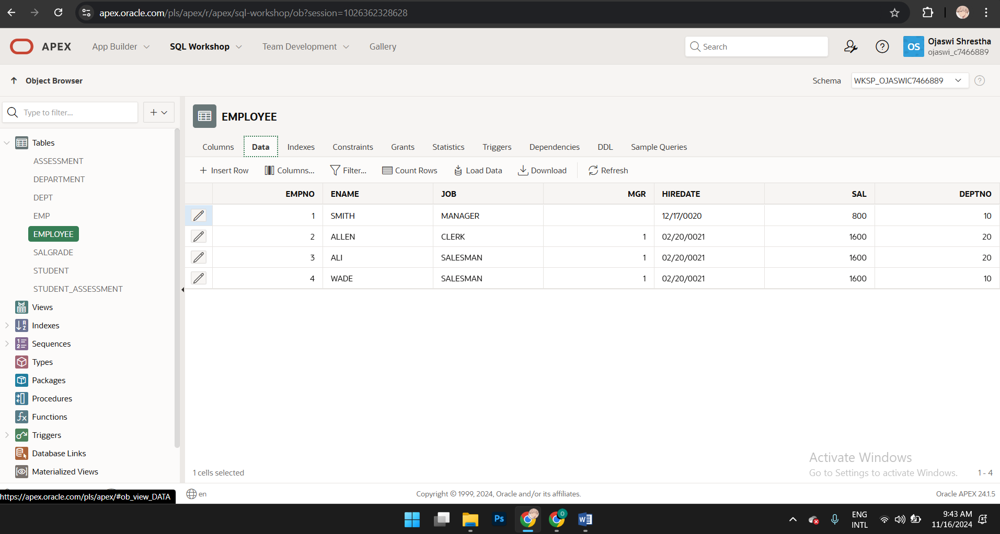 apex.oracle.com/pls/apex/r/apex/sql-workshop/ob?session=1026362328628
APEX App Builder SQL Workshop Team Development Gallery Search OS Ojaswi Shrestha
ojaswi_c7466889
Object Browser Schema WKSP_OJASWIC7466889
Type to filter...
EMPLOYEE
Columns Data Indexes Constraints Grants Statistics Triggers Dependencies DDL Sample Queries
Insert Row Columns... Filter... Count Rows Load Data Download Refresh
Tables
ASSESSMENT
DEPARTMENT
DEPT
EMP
EMPLOYEE
SALGRADE
STUDENT
STUDENT_ASSESSMENT
Views
Indexes
Sequences
Types
Packages
Procedures
Functions
Triggers
Database Links
Materialized Views
EMPNO ENAME JOB MGR HIREDATE SAL DEPTNO
1 SMITH MANAGER 12/17/0020 800 10
2 ALLEN CLERK 1 02/20/0021 1600 20
3 ALI SALESMAN 1 02/20/0021 1600 20
4 WADE SALESMAN 1 02/20/0021 1600 10
Activate Windows
Go to Settings to activate Windows.
1 cells selected 1 - 4
https://apex.oracle.com/pls/apex/#ob_view_DATA
en Copyright © 1999, 2024, Oracle and/or its affiliates. Oracle APEX 24.1.5
Ps 0 W
ENG
INTL
9:43 AM
11/16/2024